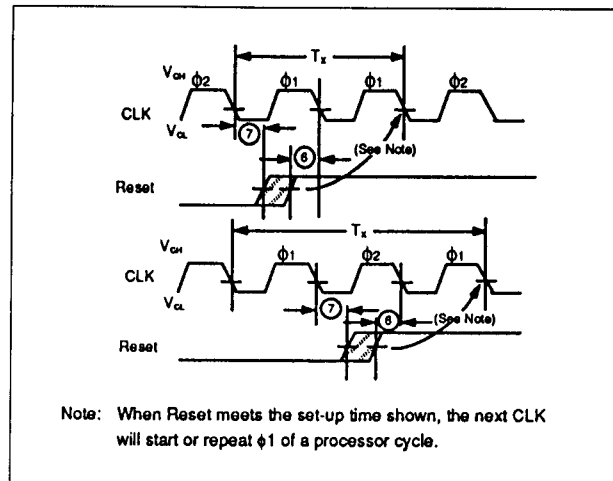 Tx
VCH
ϕ2 ϕ1 ϕ1 ϕ2
CLK
VCL
7 6 (See Note)
Reset
Tx
VCH
ϕ1 ϕ2 ϕ1
CLK
VCL
7 6 (See Note)
Reset
Note: When Reset meets the set-up time shown, the next CLK
will start or repeat ϕ1 of a processor cycle.